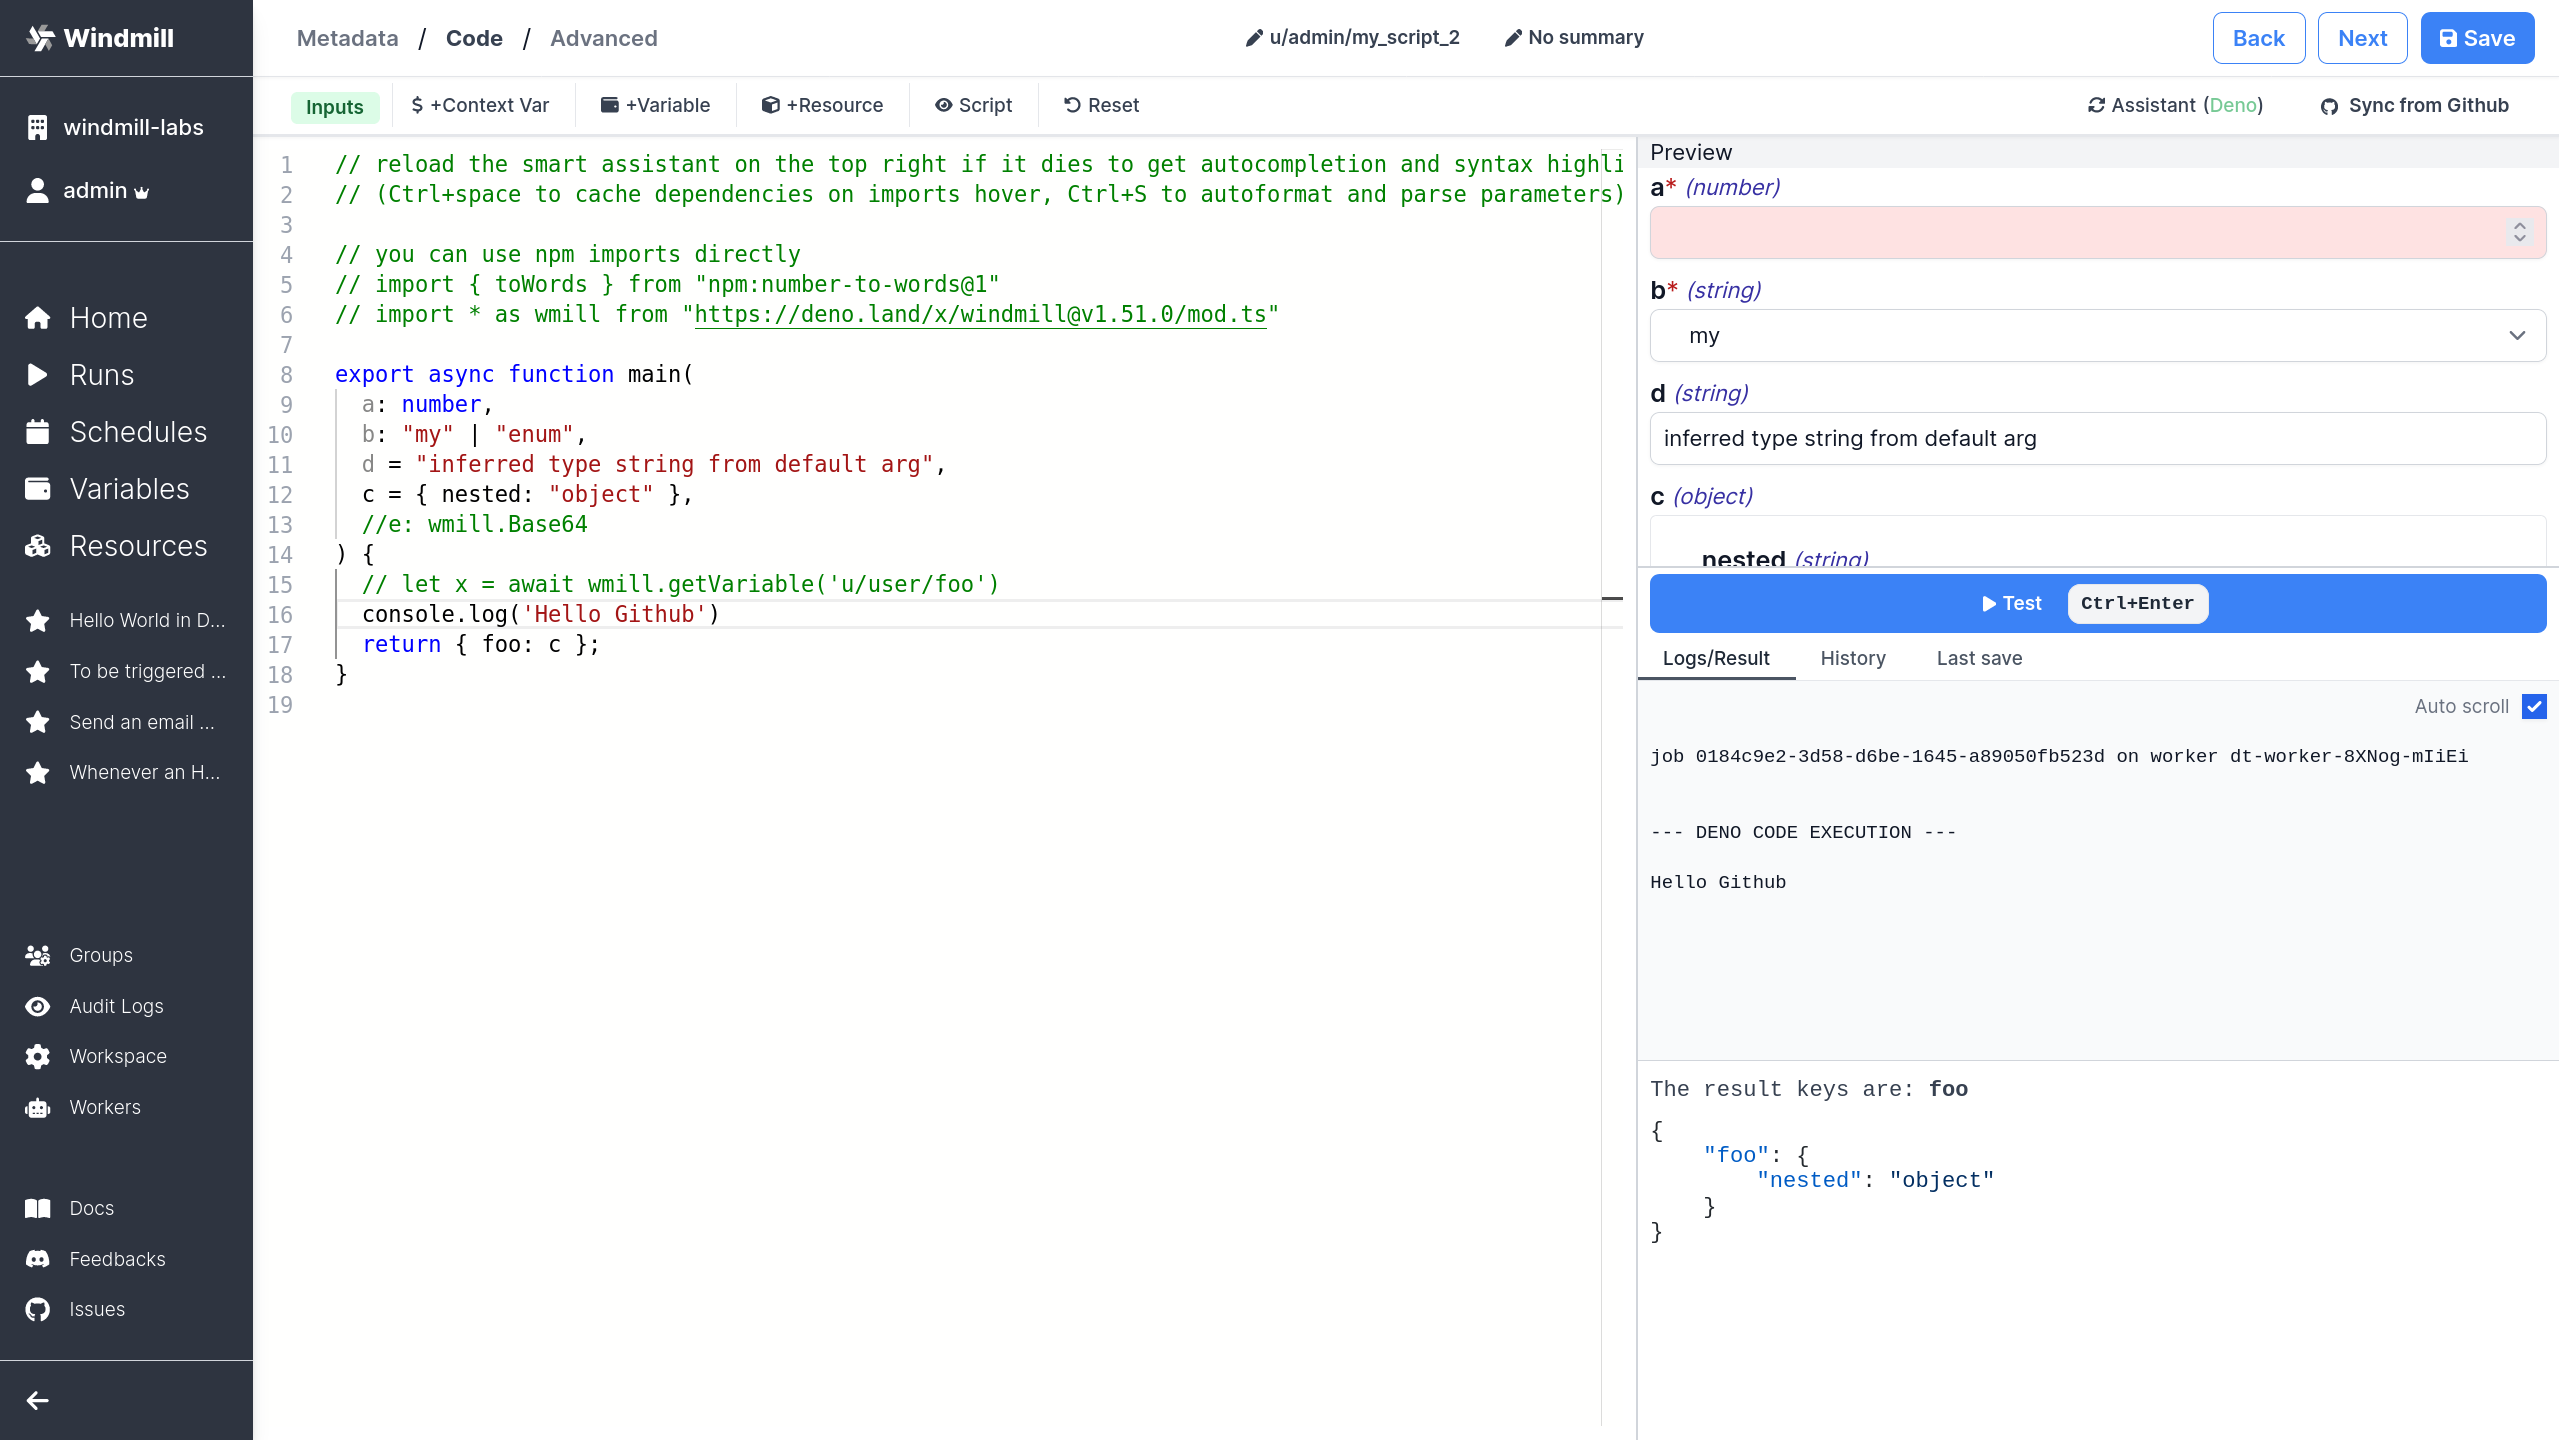 Windmill
windmill-labs
admin
Home
Runs
Schedules
Variables
Resources
Hello World in D...
To be triggered ...
Send an email ...
Whenever an H...
Groups
Audit Logs
Workspace
Workers
Docs
Feedbacks
Issues
Metadata / Code / Advanced
u/admin/my_script_2
No summary
Back
Next
Save
Inputs
+Context Var
+Variable
+Resource
Script
Reset
Assistant (Deno)
Sync from Github
1 // reload the smart assistant on the top right if it dies to get autocompletion and syntax highli
2 // (Ctrl+space to cache dependencies on imports hover, Ctrl+S to autoformat and parse parameters)
3
4 // you can use npm imports directly
5 // import { toWords } from "npm:number-to-words@1"
6 // import * as wmill from "https://deno.land/x/windmill@v1.51.0/mod.ts"
7
8 export async function main(
9 a: number,
10 b: "my" | "enum",
11 d = "inferred type string from default arg",
12 c = { nested: "object" },
13 //e: wmill.Base64
14 ) {
15 // let x = await wmill.getVariable('u/user/foo')
16 console.log('Hello Github')
17 return { foo: c };
18 }
19
Preview
a* (number)
b* (string)
my
d (string)
inferred type string from default arg
c (object)
nested (string)
Test Ctrl+Enter
Logs/Result
History
Last save
Auto scroll
job 0184c9e2-3d58-d6be-1645-a89050fb523d on worker dt-worker-8XNog-mIiEi
--- DENO CODE EXECUTION ---
Hello Github
The result keys are: foo
{
"foo": {
"nested": "object"
}
}